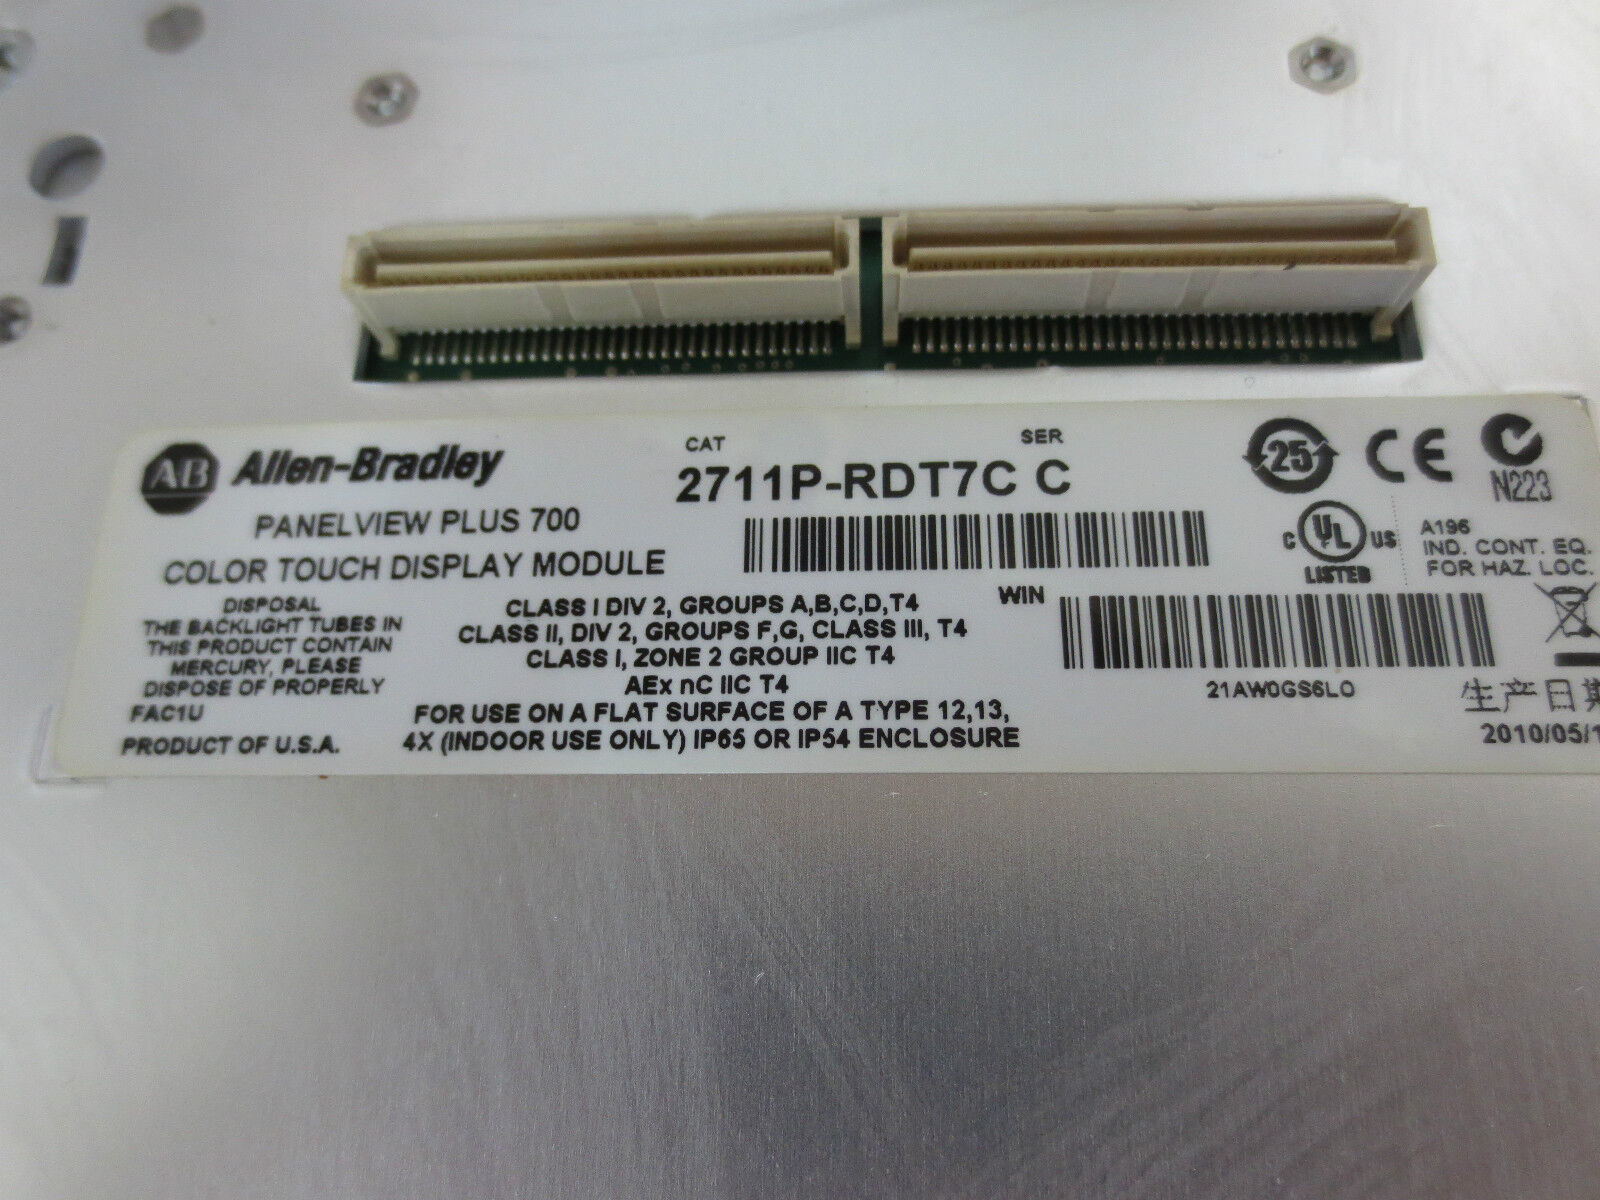 AB Allen-Bradley
PANELVIEW PLUS 700
COLOR TOUCH DISPLAY MODULE
DISPOSAL
THE BACKLIGHT TUBES IN
THIS PRODUCT CONTAIN
MERCURY, PLEASE
DISPOSE OF PROPERLY
FAC1U
PRODUCT OF U.S.A.
CAT SER
2711P-RDT7C C
CLASS I DIV 2, GROUPS A,B,C,D,T4
CLASS II, DIV 2, GROUPS F,G, CLASS III, T4
CLASS I, ZONE 2 GROUP IIC T4
AEx nC IIC T4
FOR USE ON A FLAT SURFACE OF A TYPE 12,13,
4X (INDOOR USE ONLY) IP65 OR IP54 ENCLOSURE
WIN
21AW0GS6LO
25 CE
N223
C UL US
LISTED
A196
IND. CONT. EQ.
FOR HAZ. LOC.
生产日期
2010/05/1